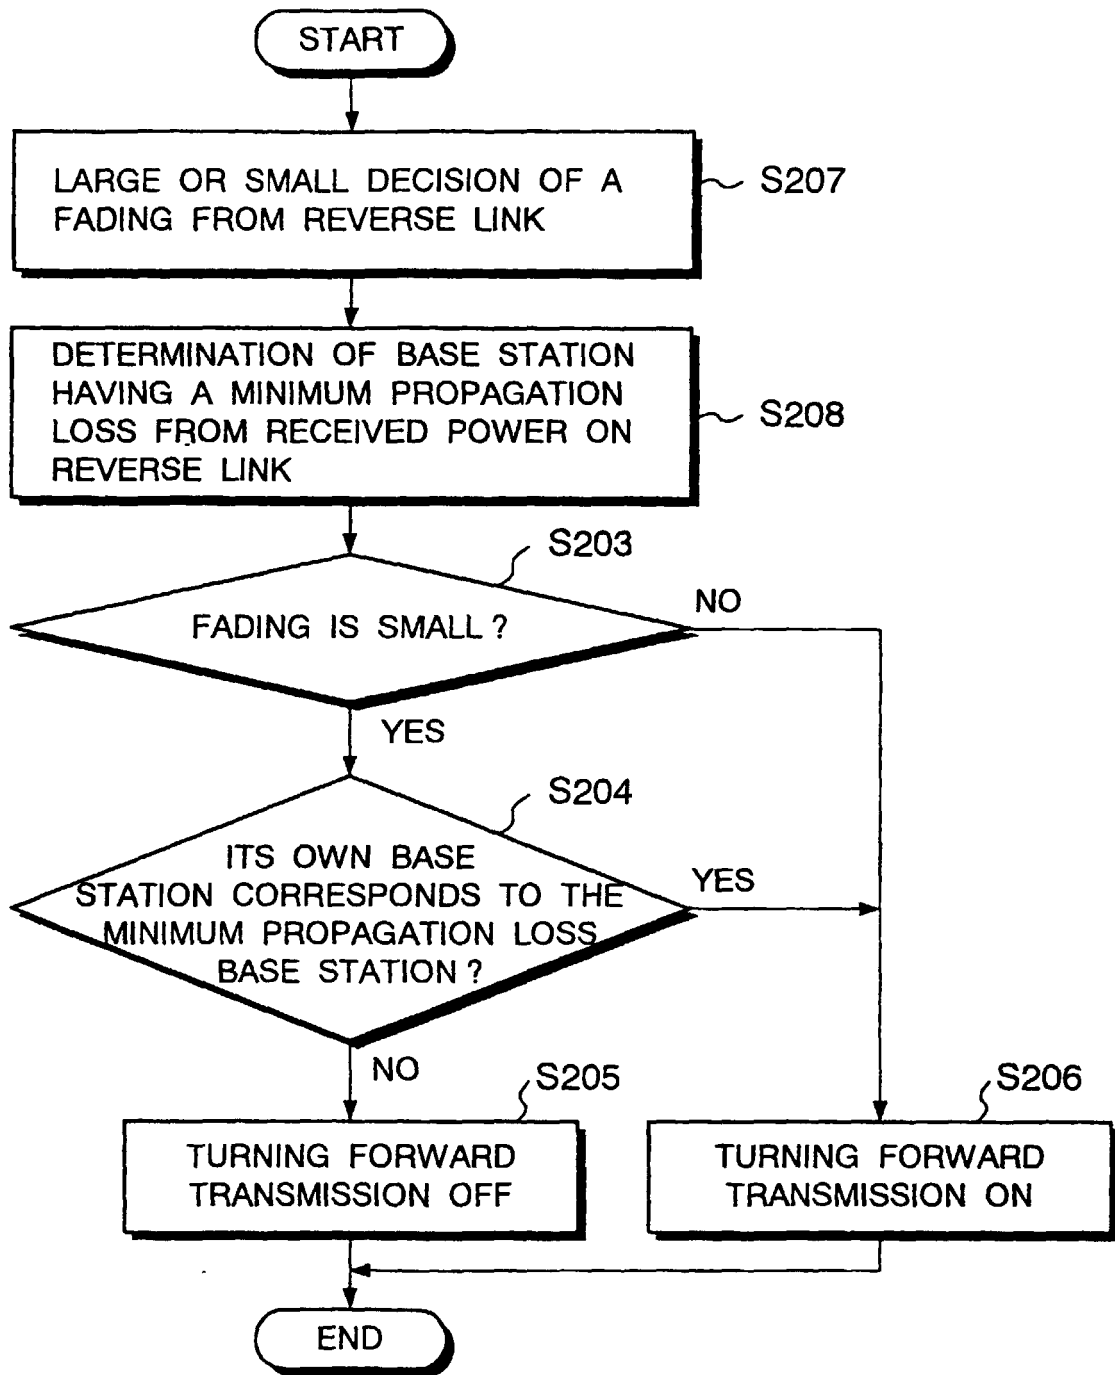 START
LARGE OR SMALL DECISION OF A
FADING FROM REVERSE LINK
S207
DETERMINATION OF BASE STATION
HAVING A MINIMUM PROPAGATION
LOSS FROM RECEIVED POWER ON
REVERSE LINK
S208
S203
FADING IS SMALL?
NO
YES
S204
ITS OWN BASE
STATION CORRESPONDS TO THE
MINIMUM PROPAGATION LOSS
BASE STATION?
YES
NO
S205
TURNING FORWARD
TRANSMISSION OFF
S206
TURNING FORWARD
TRANSMISSION ON
END